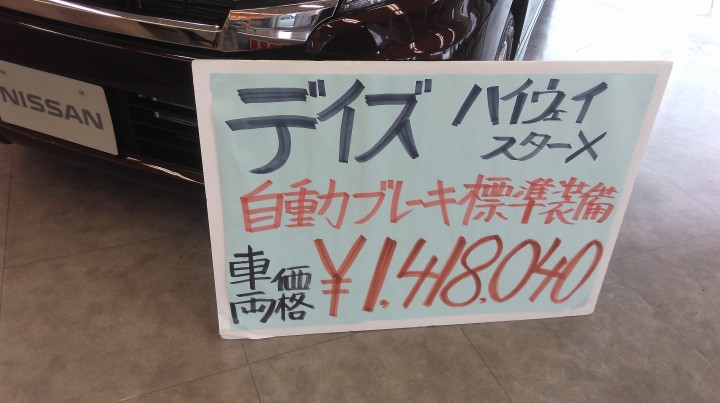 NISSAN
デイズ ハイウェイ
スターX
自動ブレーキ標準装備
車両価格 ¥1,418,040